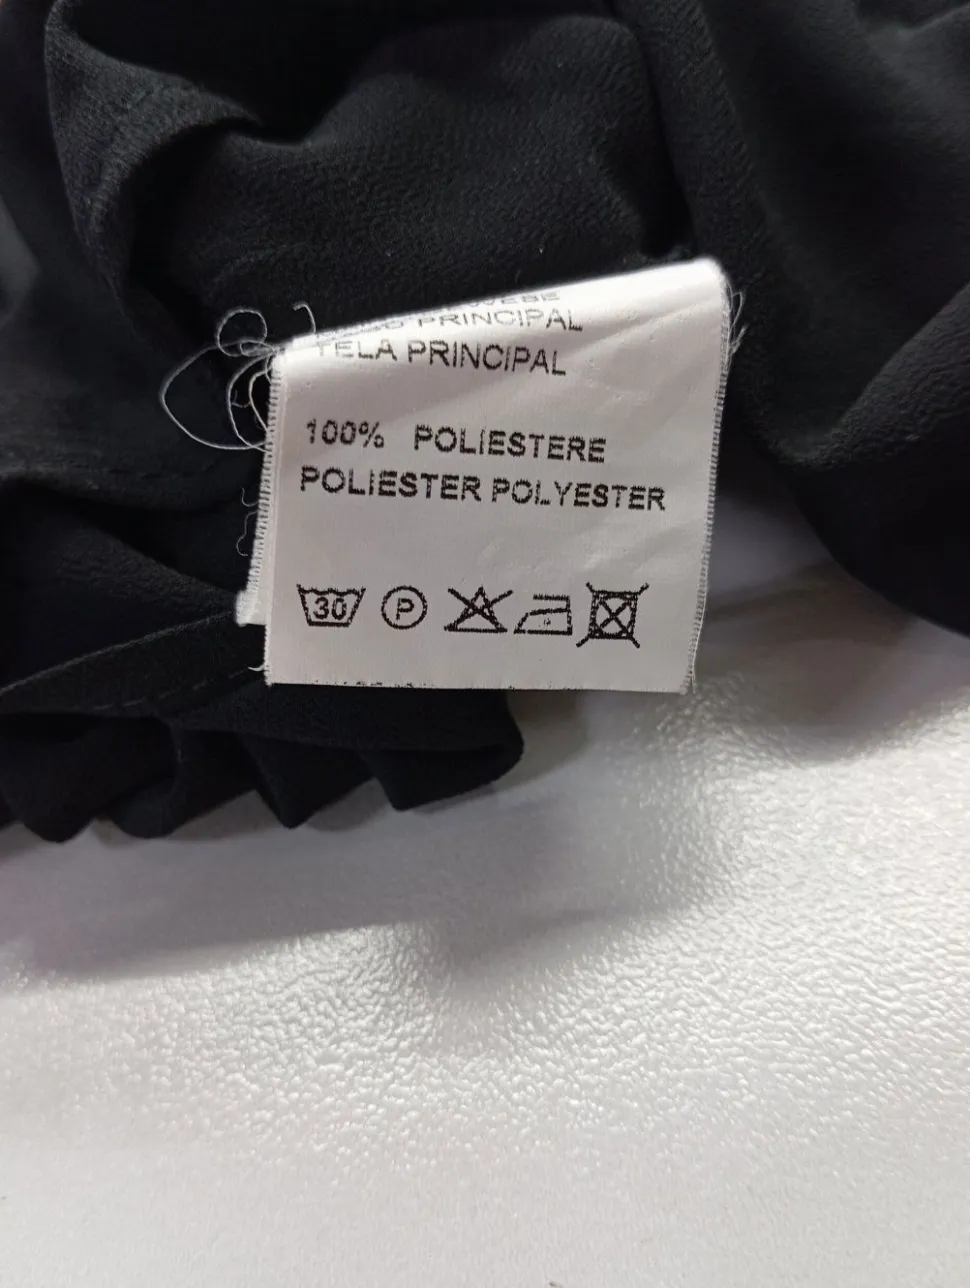 PRINCIPAL
TELA PRINCIPAL
100% POLIESTERE
POLIESTER POLYESTER
30 P